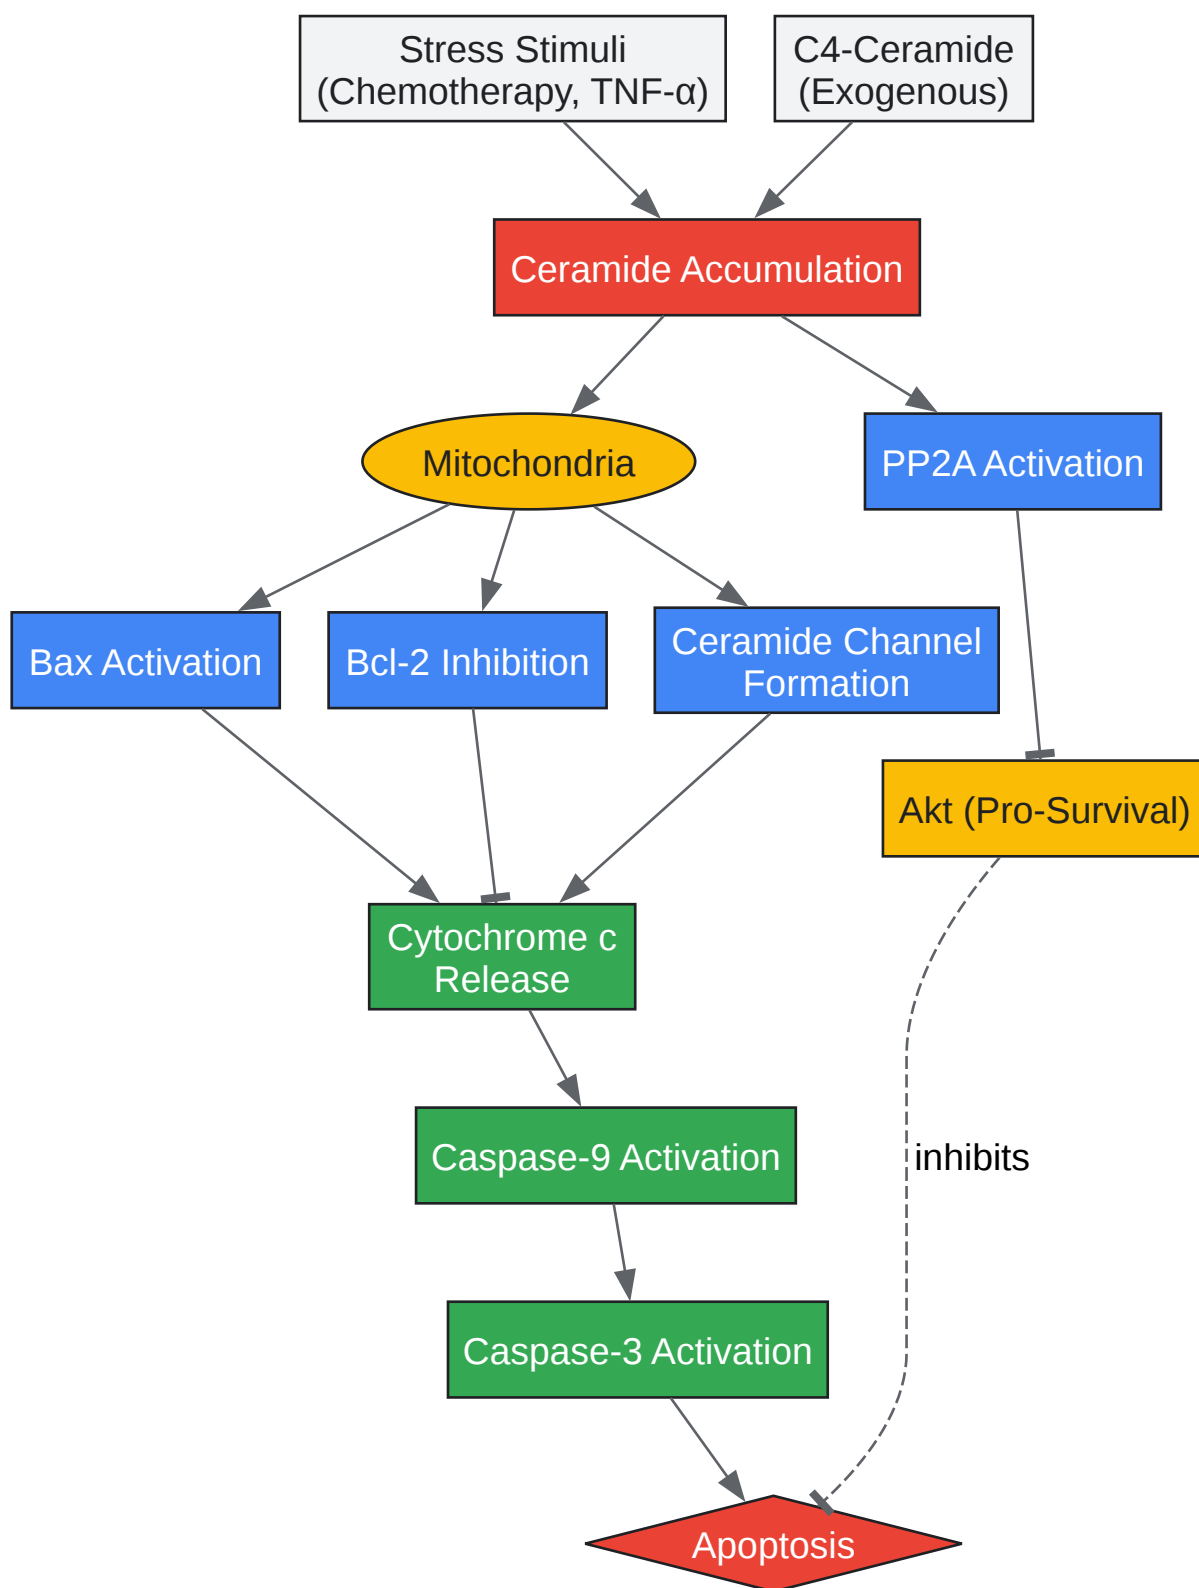 Stress Stimuli
(Chemotherapy, TNF-α)
C4-Ceramide
(Exogenous)
Ceramide Accumulation
Mitochondria
PP2A Activation
Bax Activation
Bcl-2 Inhibition
Ceramide Channel
Formation
Akt (Pro-Survival)
Cytochrome c
Release
Caspase-9 Activation
inhibits
Caspase-3 Activation
Apoptosis